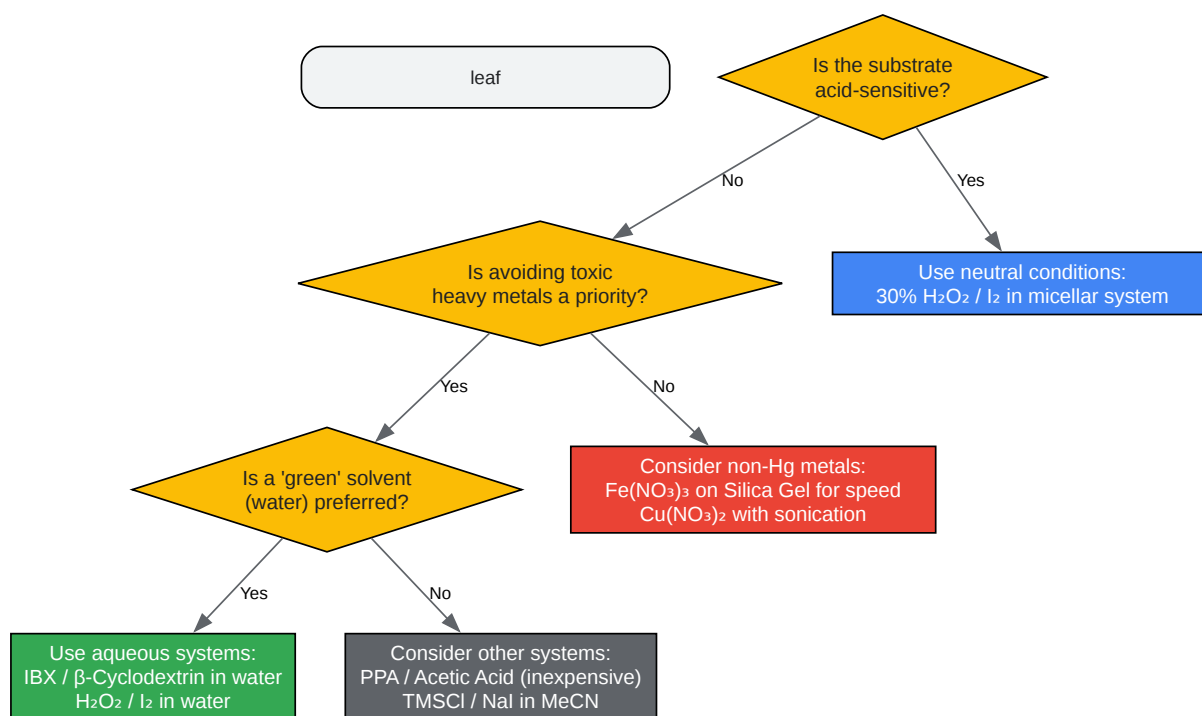 leaf
Is the substrate
acid-sensitive?
No
Yes
Is avoiding toxic
heavy metals a priority?
Use neutral conditions:
30% H₂O₂ / I₂ in micellar system
Yes
No
Is a 'green' solvent
(water) preferred?
Consider non-Hg metals:
Fe(NO₃)₃ on Silica Gel for speed
Cu(NO₃)₂ with sonication
Yes
No
Use aqueous systems:
IBX / β-Cyclodextrin in water
H₂O₂ / I₂ in water
Consider other systems:
PPA / Acetic Acid (inexpensive)
TMSCl / NaI in MeCN